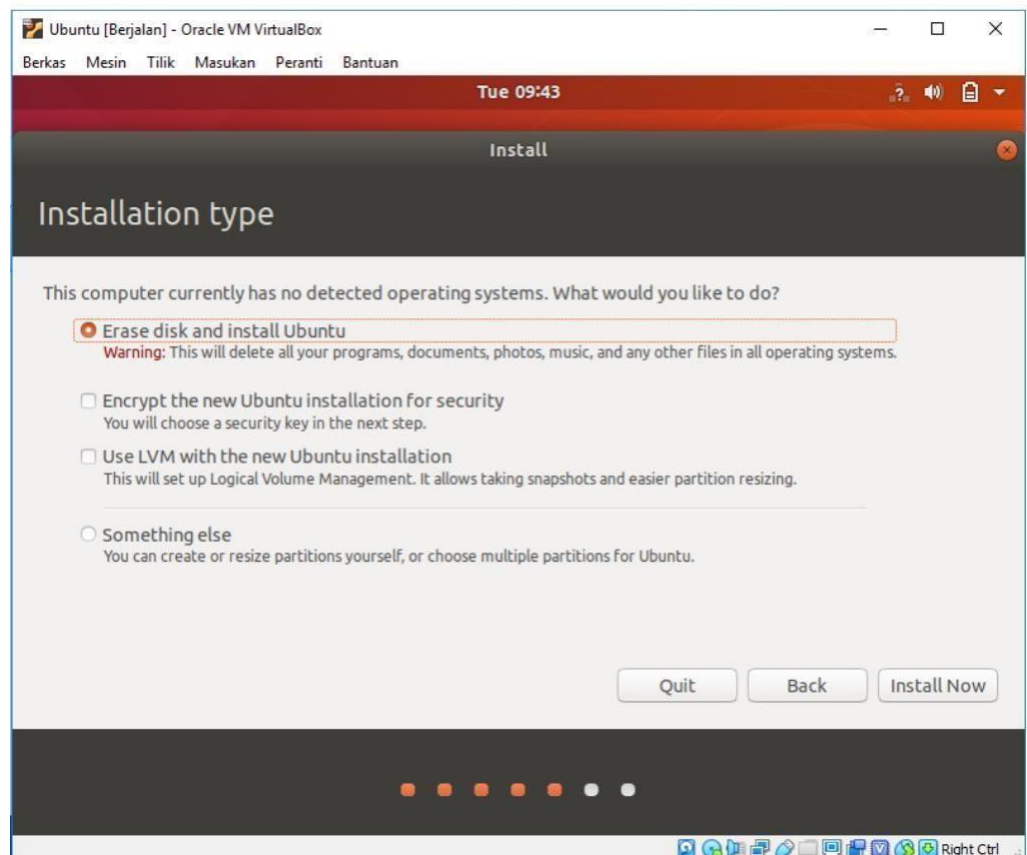 Ubuntu [Berjalan] - Oracle VM VirtualBox
Berkas Mesin Tilik Masukan Peranti Bantuan
Tue 09:43
Install
Installation type
This computer currently has no detected operating systems. What would you like to do?
Erase disk and install Ubuntu
Warning: This will delete all your programs, documents, photos, music, and any other files in all operating systems.
Encrypt the new Ubuntu installation for security
You will choose a security key in the next step.
Use LVM with the new Ubuntu installation
This will set up Logical Volume Management. It allows taking snapshots and easier partition resizing.
Something else
You can create or resize partitions yourself, or choose multiple partitions for Ubuntu.
Quit Back Install Now
Right Ctrl